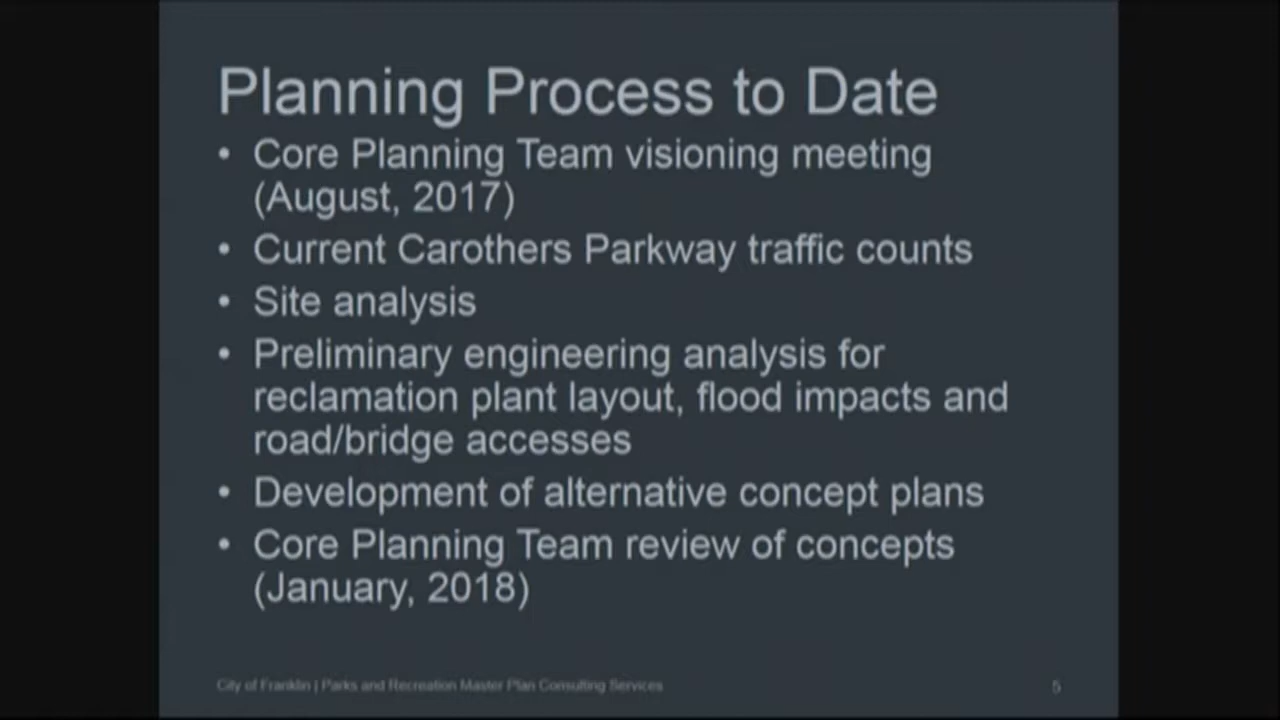 Planning Process to Date
• Core Planning Team visioning meeting
(August, 2017)
• Current Carothers Parkway traffic counts
• Site analysis
• Preliminary engineering analysis for
reclamation plant layout, flood impacts and
road/bridge accesses
• Development of alternative concept plans
• Core Planning Team review of concepts
(January, 2018)
City of Franklin | Parks and Recreation Master Plan Consulting Services
5